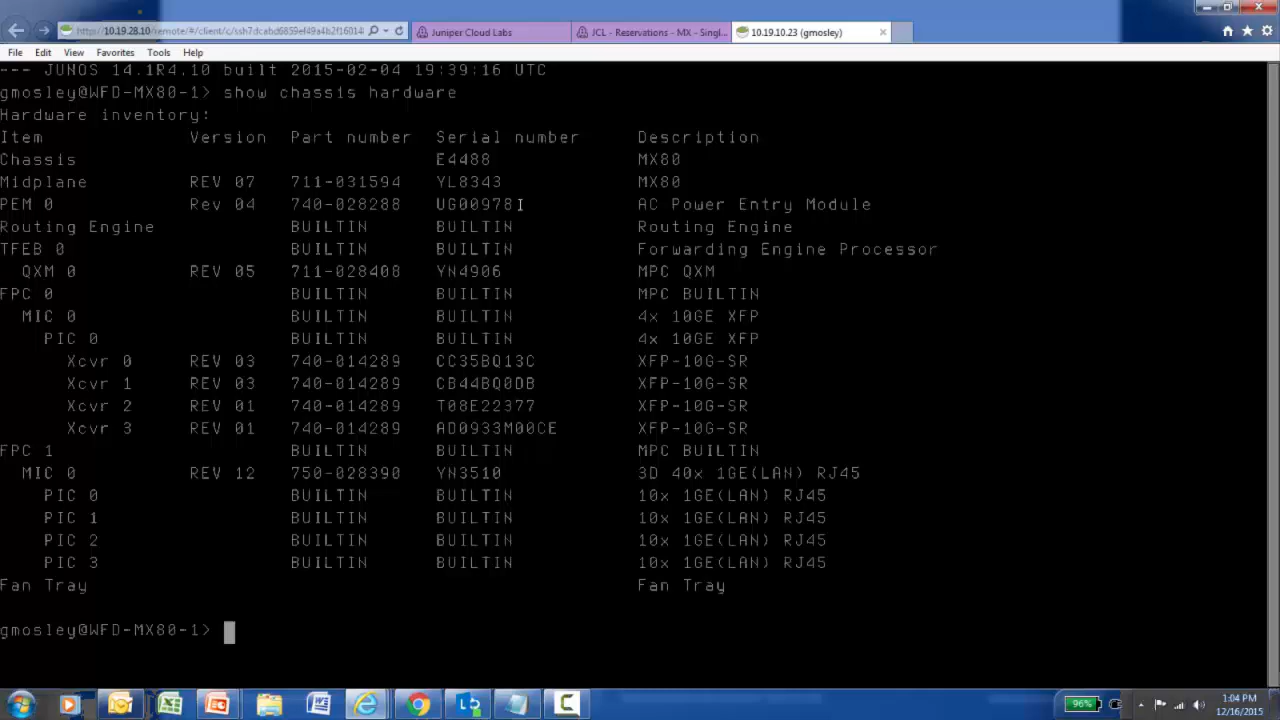 http://10.19.28.10/remote/#/client/c/ssh7dcabd6859ef49a4b2f16014
Juniper Cloud Labs
JCL - Reservations - MX - Singl...
10.19.10.23 (gmosley)
File Edit View Favorites Tools Help
--- JUNOS 14.1R4.10 built 2015-02-04 19:39:16 UTC
gmosley@WFD-MX80-1> show chassis hardware
Hardware inventory:
Item Version Part number Serial number Description
Chassis E4488 MX80
Midplane REV 07 711-031594 YL8343 MX80
PEM 0 Rev 04 740-028288 UG00978 AC Power Entry Module
Routing Engine BUILTIN BUILTIN Routing Engine
TFEB 0 BUILTIN BUILTIN Forwarding Engine Processor
QXM 0 REV 05 711-028408 YN4906 MPC QXM
FPC 0 BUILTIN BUILTIN MPC BUILTIN
MIC 0 BUILTIN BUILTIN 4x 10GE XFP
PIC 0 BUILTIN BUILTIN 4x 10GE XFP
Xcvr 0 REV 03 740-014289 CC35BQ13C XFP-10G-SR
Xcvr 1 REV 03 740-014289 CB44BQ0DB XFP-10G-SR
Xcvr 2 REV 01 740-014289 T08E22377 XFP-10G-SR
Xcvr 3 REV 01 740-014289 AD0933M00CE XFP-10G-SR
FPC 1 BUILTIN BUILTIN MPC BUILTIN
MIC 0 REV 12 750-028390 YN3510 3D 40x 1GE(LAN) RJ45
PIC 0 BUILTIN BUILTIN 10x 1GE(LAN) RJ45
PIC 1 BUILTIN BUILTIN 10x 1GE(LAN) RJ45
PIC 2 BUILTIN BUILTIN 10x 1GE(LAN) RJ45
PIC 3 BUILTIN BUILTIN 10x 1GE(LAN) RJ45
Fan Tray Fan Tray
gmosley@WFD-MX80-1>
96%
1:04 PM
12/16/2015